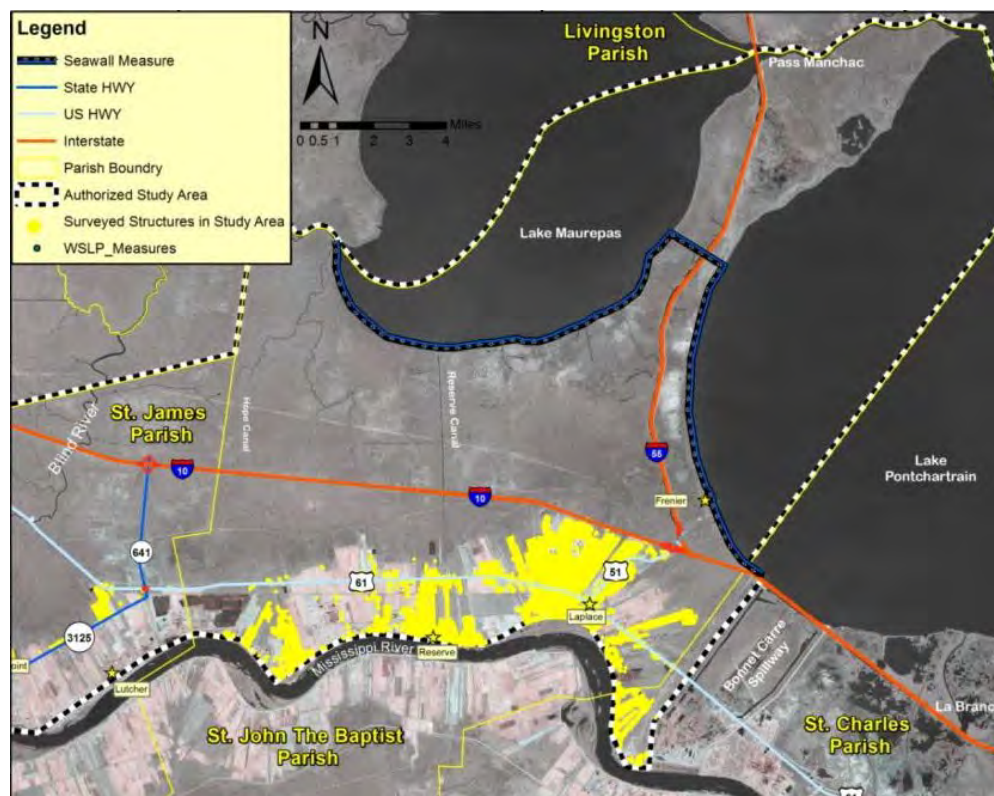 Legend
Seawall Measure
State HWY
US HWY
Interstate
Parish Boundry
Authorized Study Area
Surveyed Structures in Study Area
WSLP_Measures
N
Miles
0 0.5 1 2 3 4
Livingston
Parish
Pass Manchac
Lake Maurepas
Lake
Pontchartrain
St. James
Parish
Blind River
Hope Canal
Reserve Canal
10
10
55
Frenier
641
61
51
3125
Laplace
Reserve
Mississippi River
Lutcher
oint
Bonnet Carre
Spillway
La Branc
St. John The Baptist
Parish
St. Charles
Parish